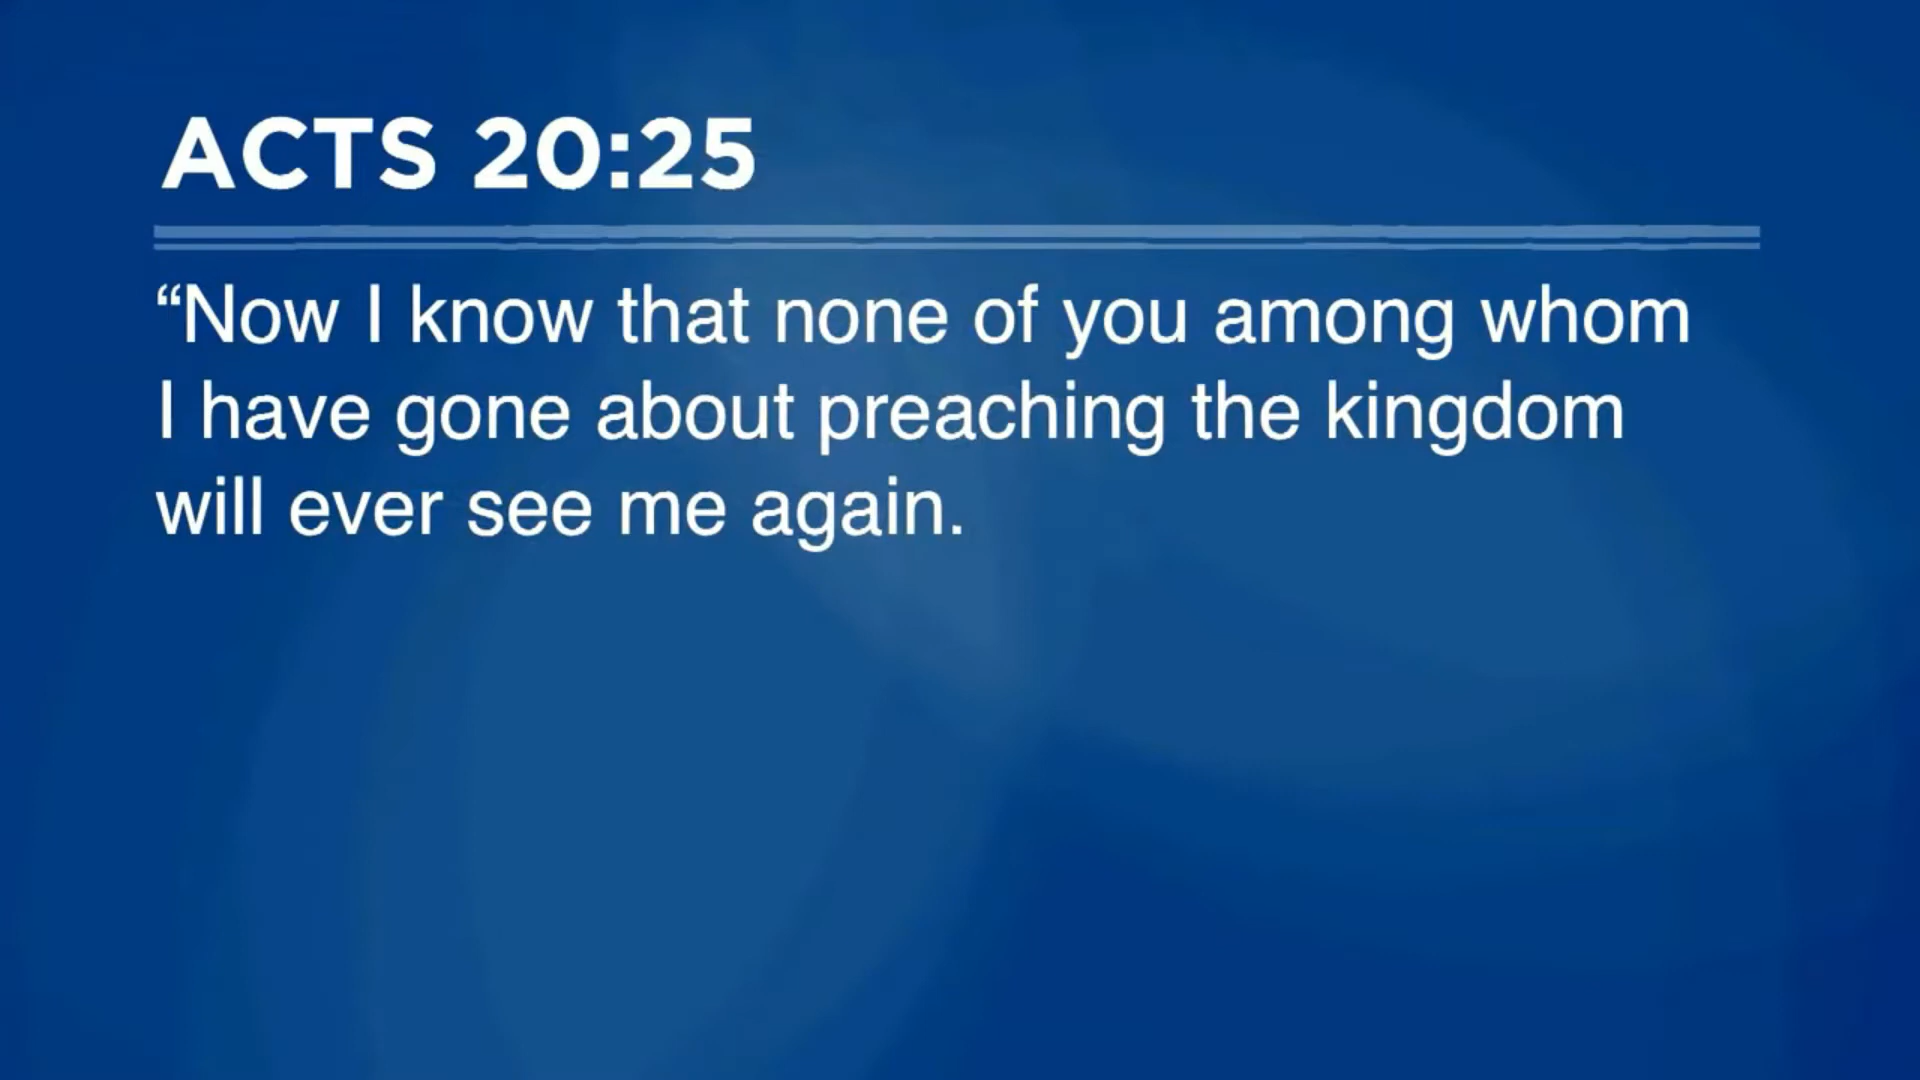 ACTS 20:25
“Now I know that none of you among whom
I have gone about preaching the kingdom
will ever see me again.